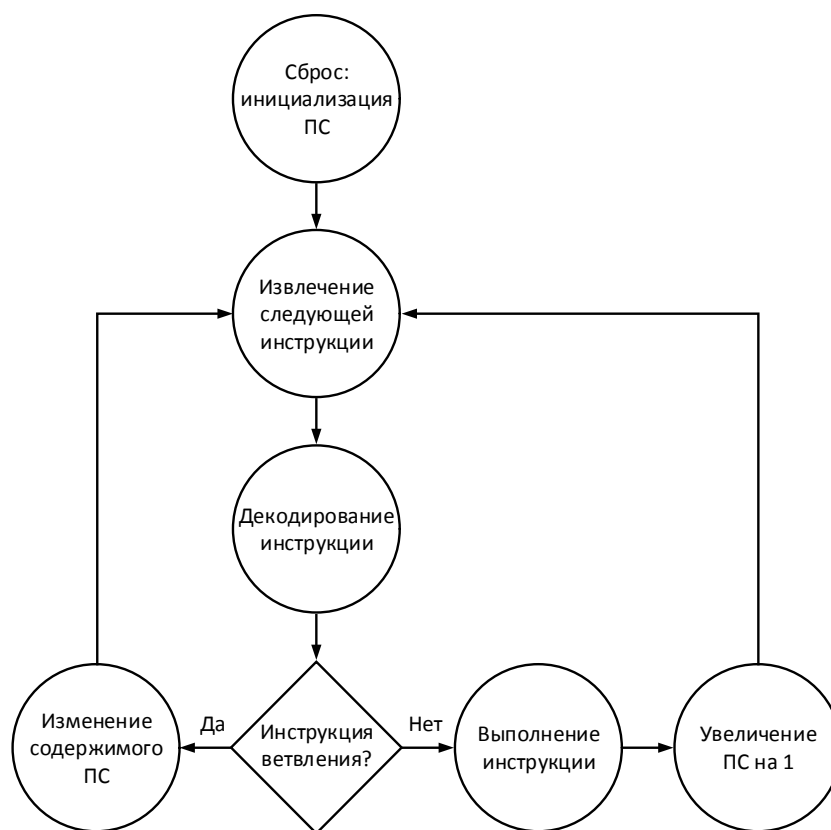 Сброс:
инициализация
ПС
Извлечение
следующей
инструкции
Декодирование
инструкции
Изменение
содержимого
ПС
Да
Инструкция
ветвления?
Нет
Выполнение
инструкции
Увеличение
ПС на 1